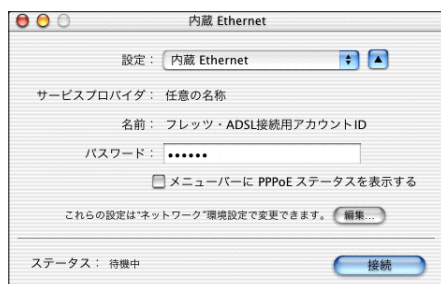 内蔵 Ethernet
設定： 内蔵 Ethernet
サービスプロバイダ： 任意の名称
名前： フレッツ・ADSL接続用アカウントID
パスワード： ••••••
メニューバーに PPPoE ステータスを表示する
これらの設定は"ネットワーク"環境設定で変更できます。 編集...
ステータス： 待機中 接続